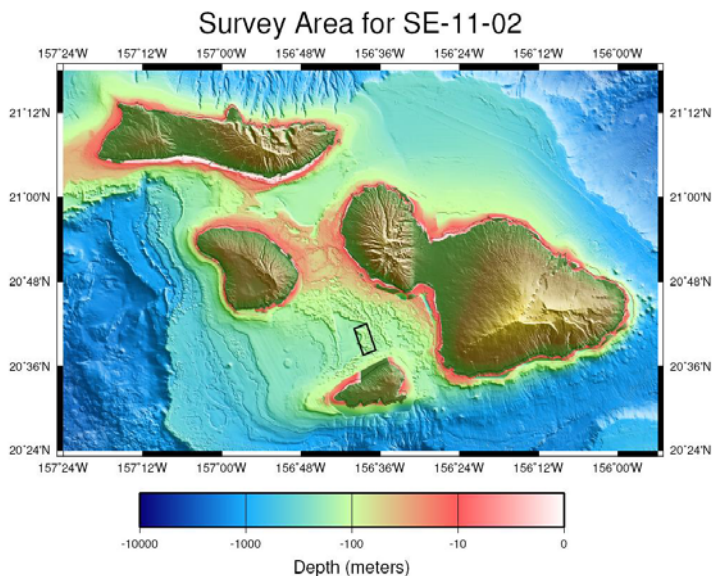 Survey Area for SE-11-02
157˚24'W 157˚12'W 157˚00'W 156˚48'W 156˚36'W 156˚24'W 156˚12'W 156˚00'W
21˚12'N 21˚12'N
21˚00'N 21˚00'N
20˚48'N 20˚48'N
20˚36'N 20˚36'N
20˚24'N 20˚24'N
157˚24'W 157˚12'W 157˚00'W 156˚48'W 156˚36'W 156˚24'W 156˚12'W 156˚00'W
-10000 -1000 -100 -10 0
Depth (meters)